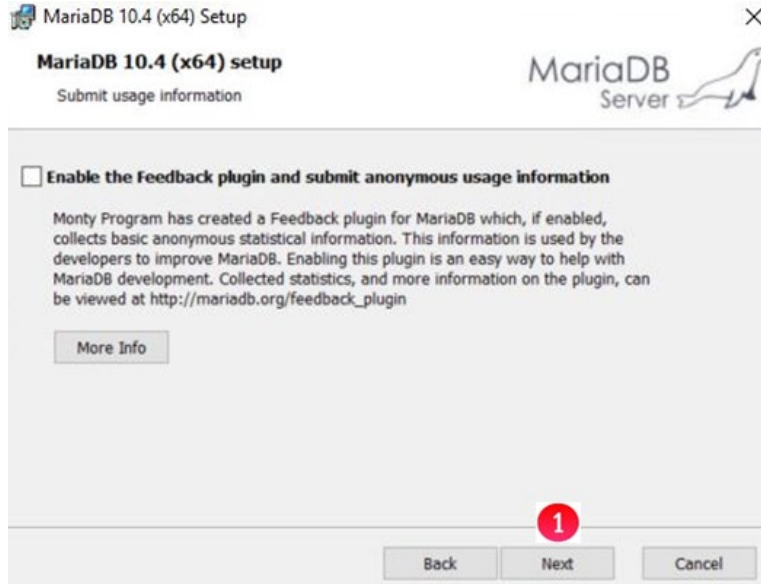 MariaDB 10.4 (x64) Setup
MariaDB 10.4 (x64) setup
Submit usage information
MariaDB
Server
Enable the Feedback plugin and submit anonymous usage information
Monty Program has created a Feedback plugin for MariaDB which, if enabled,
collects basic anonymous statistical information. This information is used by the
developers to improve MariaDB. Enabling this plugin is an easy way to help with
MariaDB development. Collected statistics, and more information on the plugin, can
be viewed at http://mariadb.org/feedback_plugin
More Info
1
Back Next Cancel